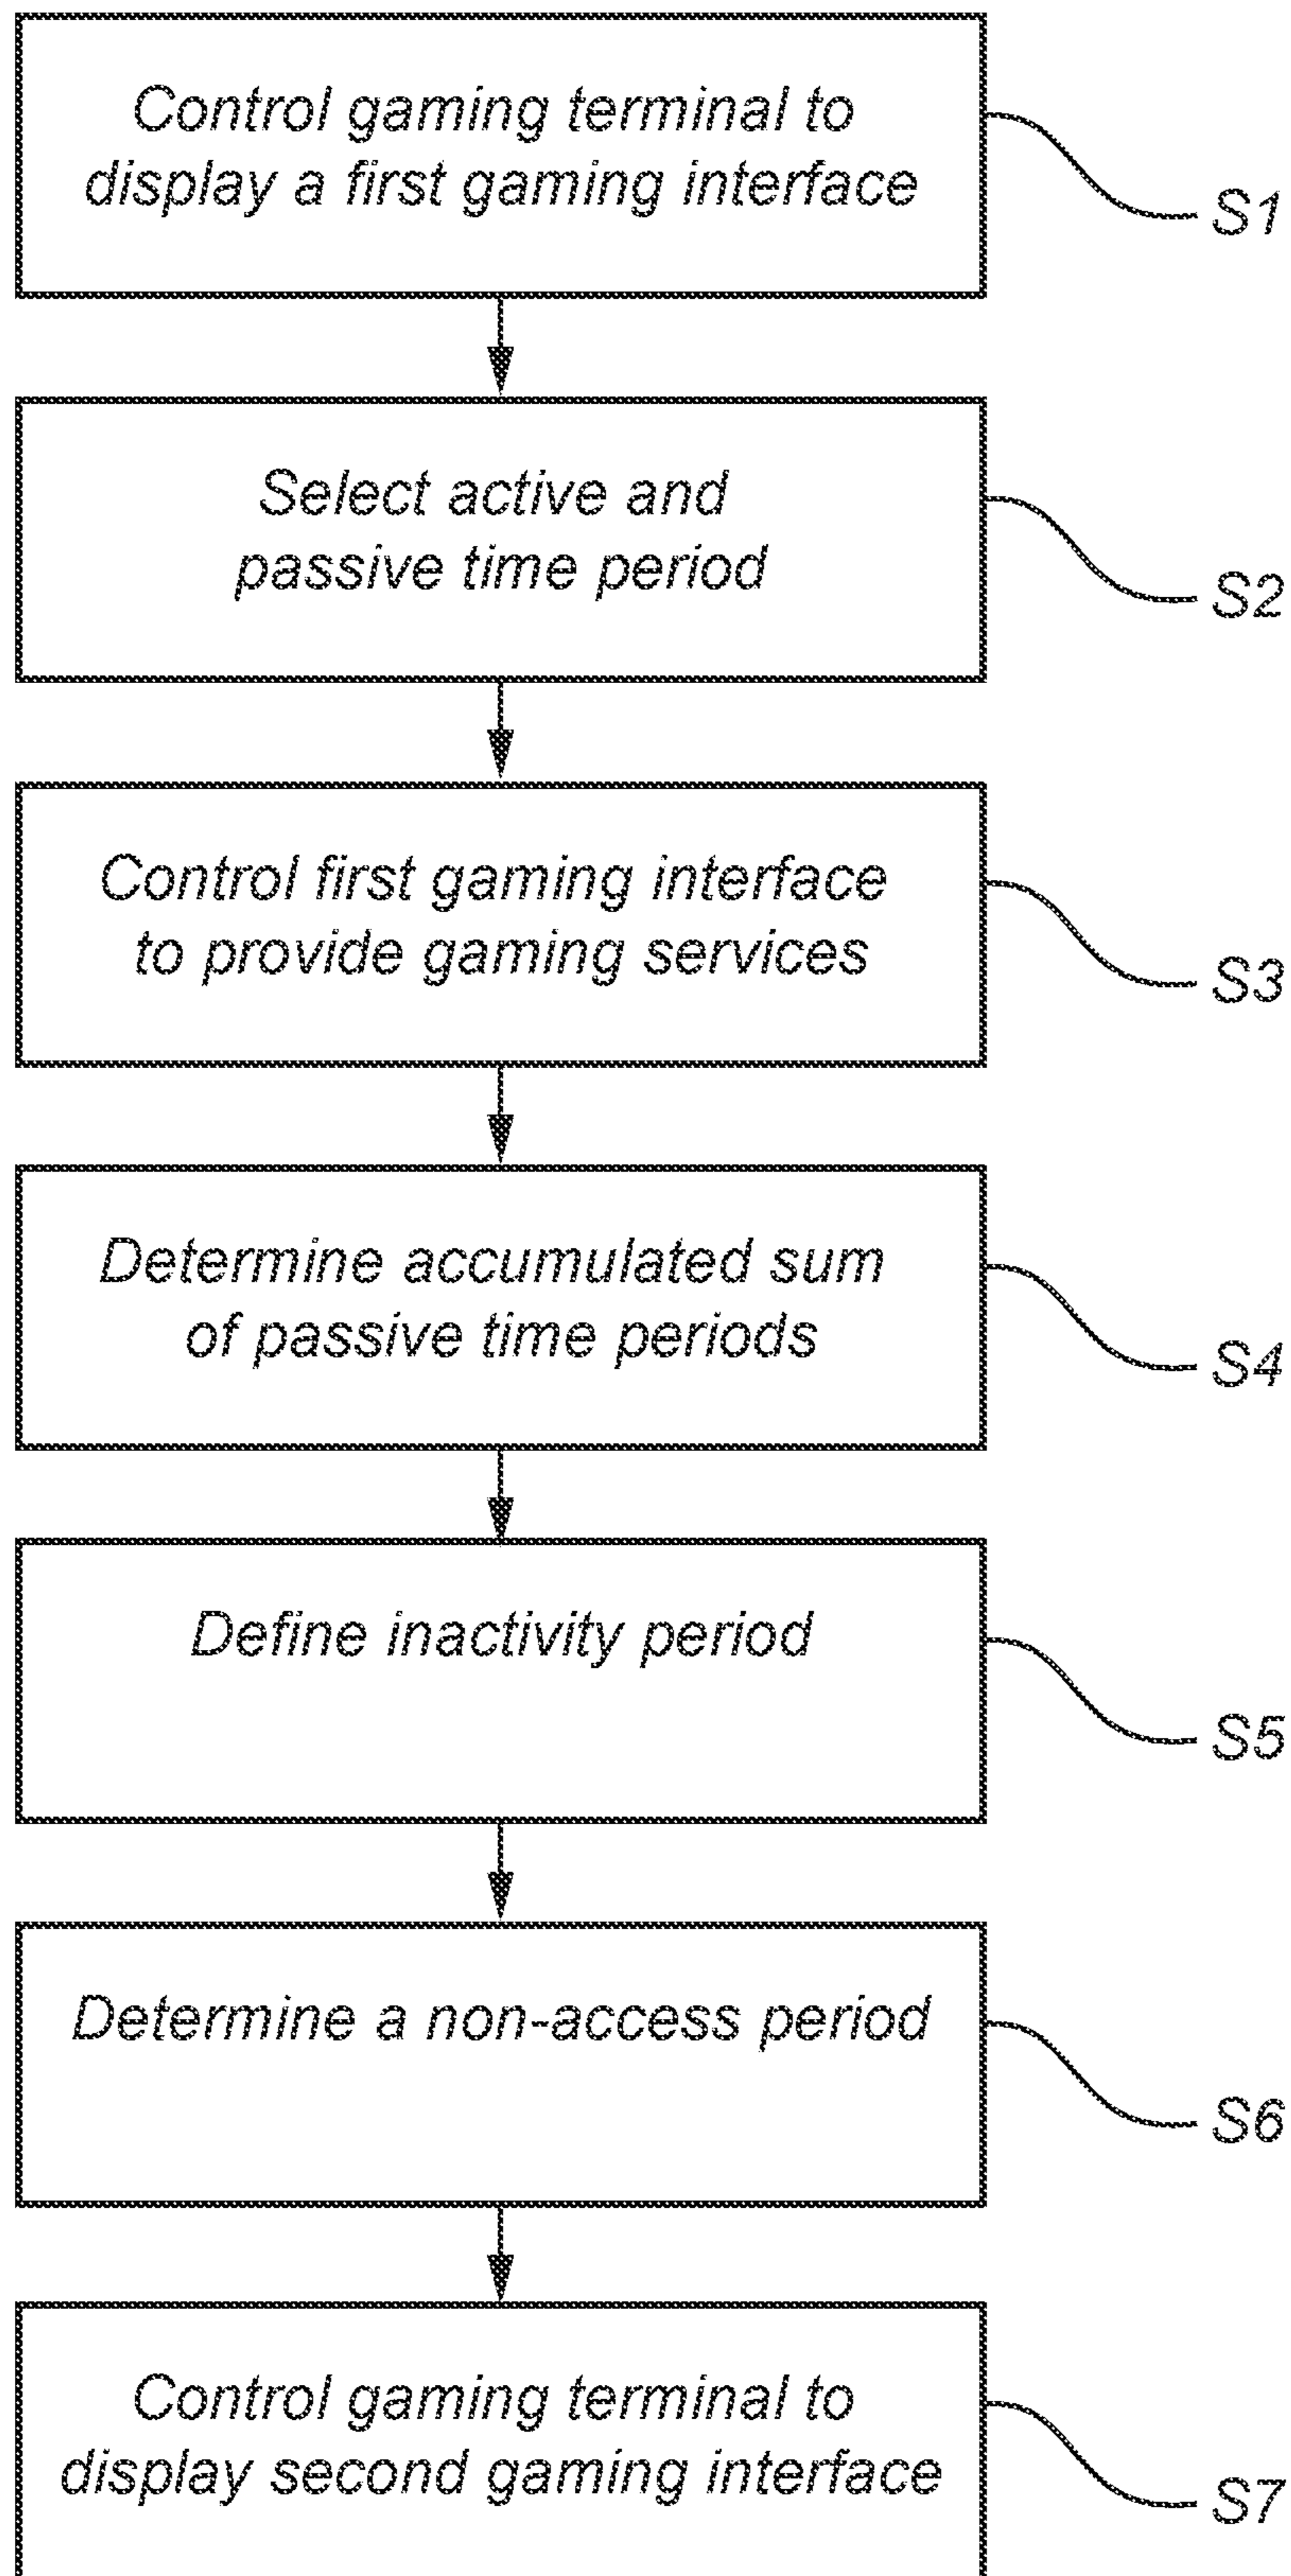 Control gaming terminal to
display a first gaming interface
S1
Select active and
passive time period
S2
Control first gaming interface
to provide gaming services
S3
Determine accumulated sum
of passive time periods
S4
Define inactivity period
S5
Determine a non-access period
S6
Control gaming terminal to
display second gaming interface
S7